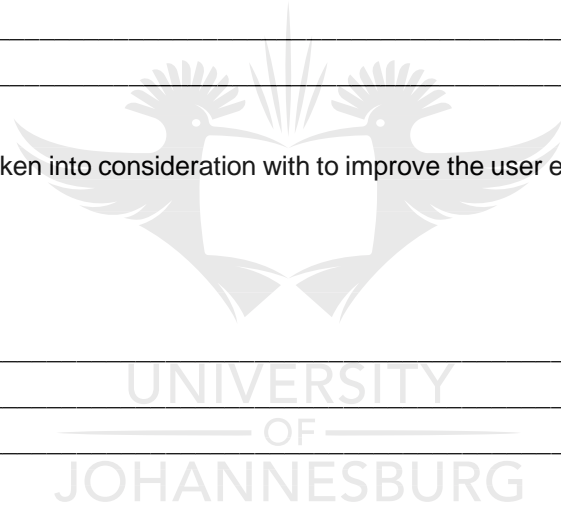 ken into consideration with to improve the user e
UNIVERSITY
OF
JOHANNESBURG